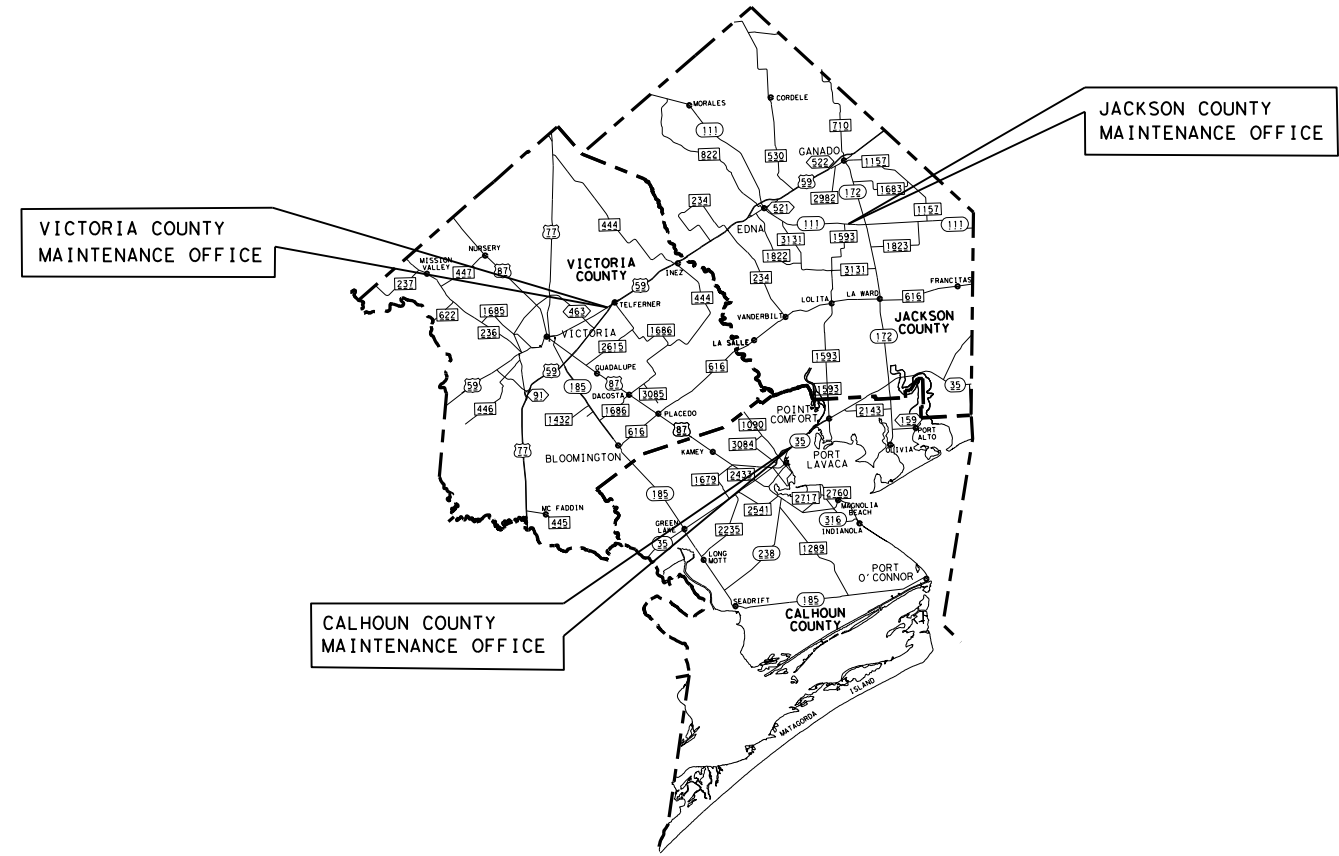 JACKSON COUNTY
MAINTENANCE OFFICE
MORALES
CORDELE
111
710
822
530
GANADO
522
1157
59
172
1683
2982
234
521
1157
111
111
EDNA
3131
1593
1822
1823
3131
234
FRANCITAS
LOLITA
LA WARD
616
VANDERBILT
JACKSON
COUNTY
172
LA SALLE
1593
616
1593
35
VICTORIA COUNTY
MAINTENANCE OFFICE
77
444
NURSERY
MISSION
VALLEY
447
87
VICTORIA
COUNTY
INEZ
237
59
444
TELFERNER
622
1685
463
236
VICTORIA
1686
2615
GUADALUPE
59
59
185
87
DACOSTA
3085
91
446
1432
1686
PLACEDO
616
87
77
BLOOMINGTON
MC FADDIN
445
POINT
COMFORT
2143
159
PORT
ALTO
1090
3084
35
OLIVIA
KAMEY
PORT
LAVACA
1679
2433
185
2717
2760
MAGNOLIA
BEACH
2541
316
INDIANOLA
GREEN
LAKE
2235
35
238
1289
LONG
MOTT
PORT
O'CONNOR
SEADRIFT
185
CALHOUN
COUNTY
CALHOUN COUNTY
MAINTENANCE OFFICE
MATAGORDA
ISLAND